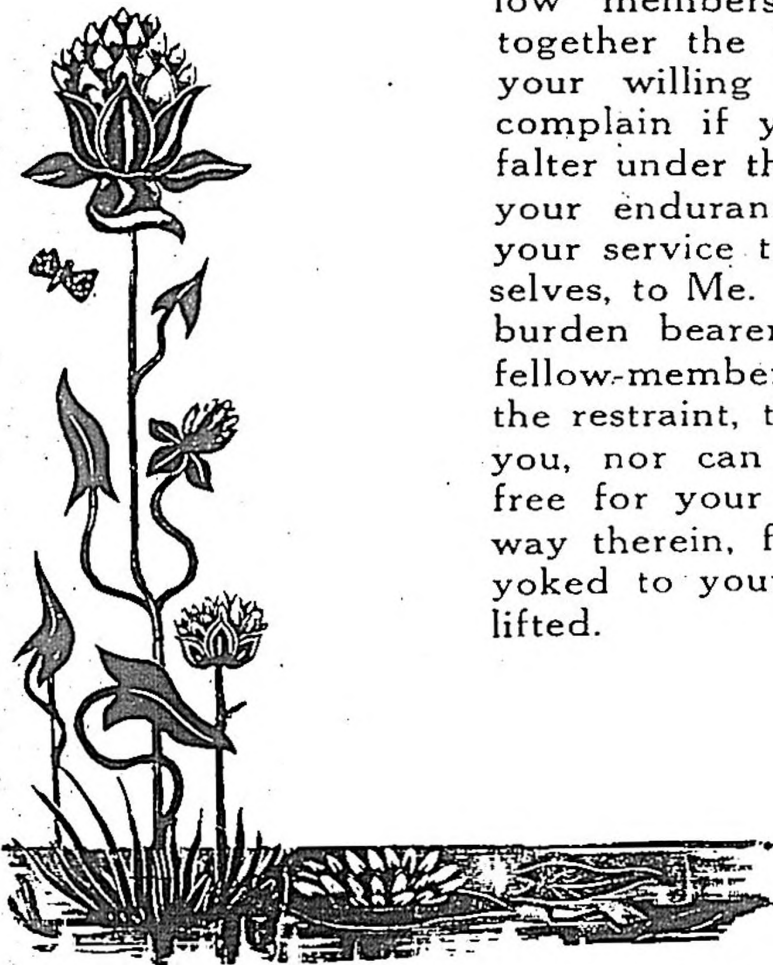 low members
together the
your willing
complain if y
falter under th
your enduran
your service t
selves, to Me.
burden bearer
fellow-member
the restraint, t
you, nor can
free for your
way therein, f
yoked to you
lifted.